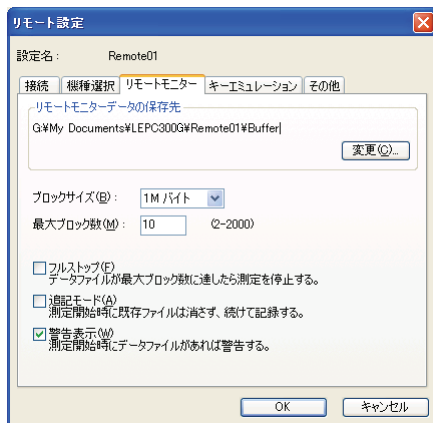 リモート設定
設定名： Remote01
接続 機種選択 リモートモニター キーエミュレーション その他
リモートモニターデータの保存先
G:¥My Documents¥LEPC300G¥Remote01¥Buffer
変更(C)...
ブロックサイズ(B)： 1M バイト
最大ブロック数(M)： 10 (2-2000)
フルストップ(F)
データファイルが最大ブロック数に達したら測定を停止する。
追記モード(A)
測定開始時に既存ファイルは消さず、続けて記録する。
警告表示(W)
測定開始時にデータファイルがあれば警告する。
OK キャンセル